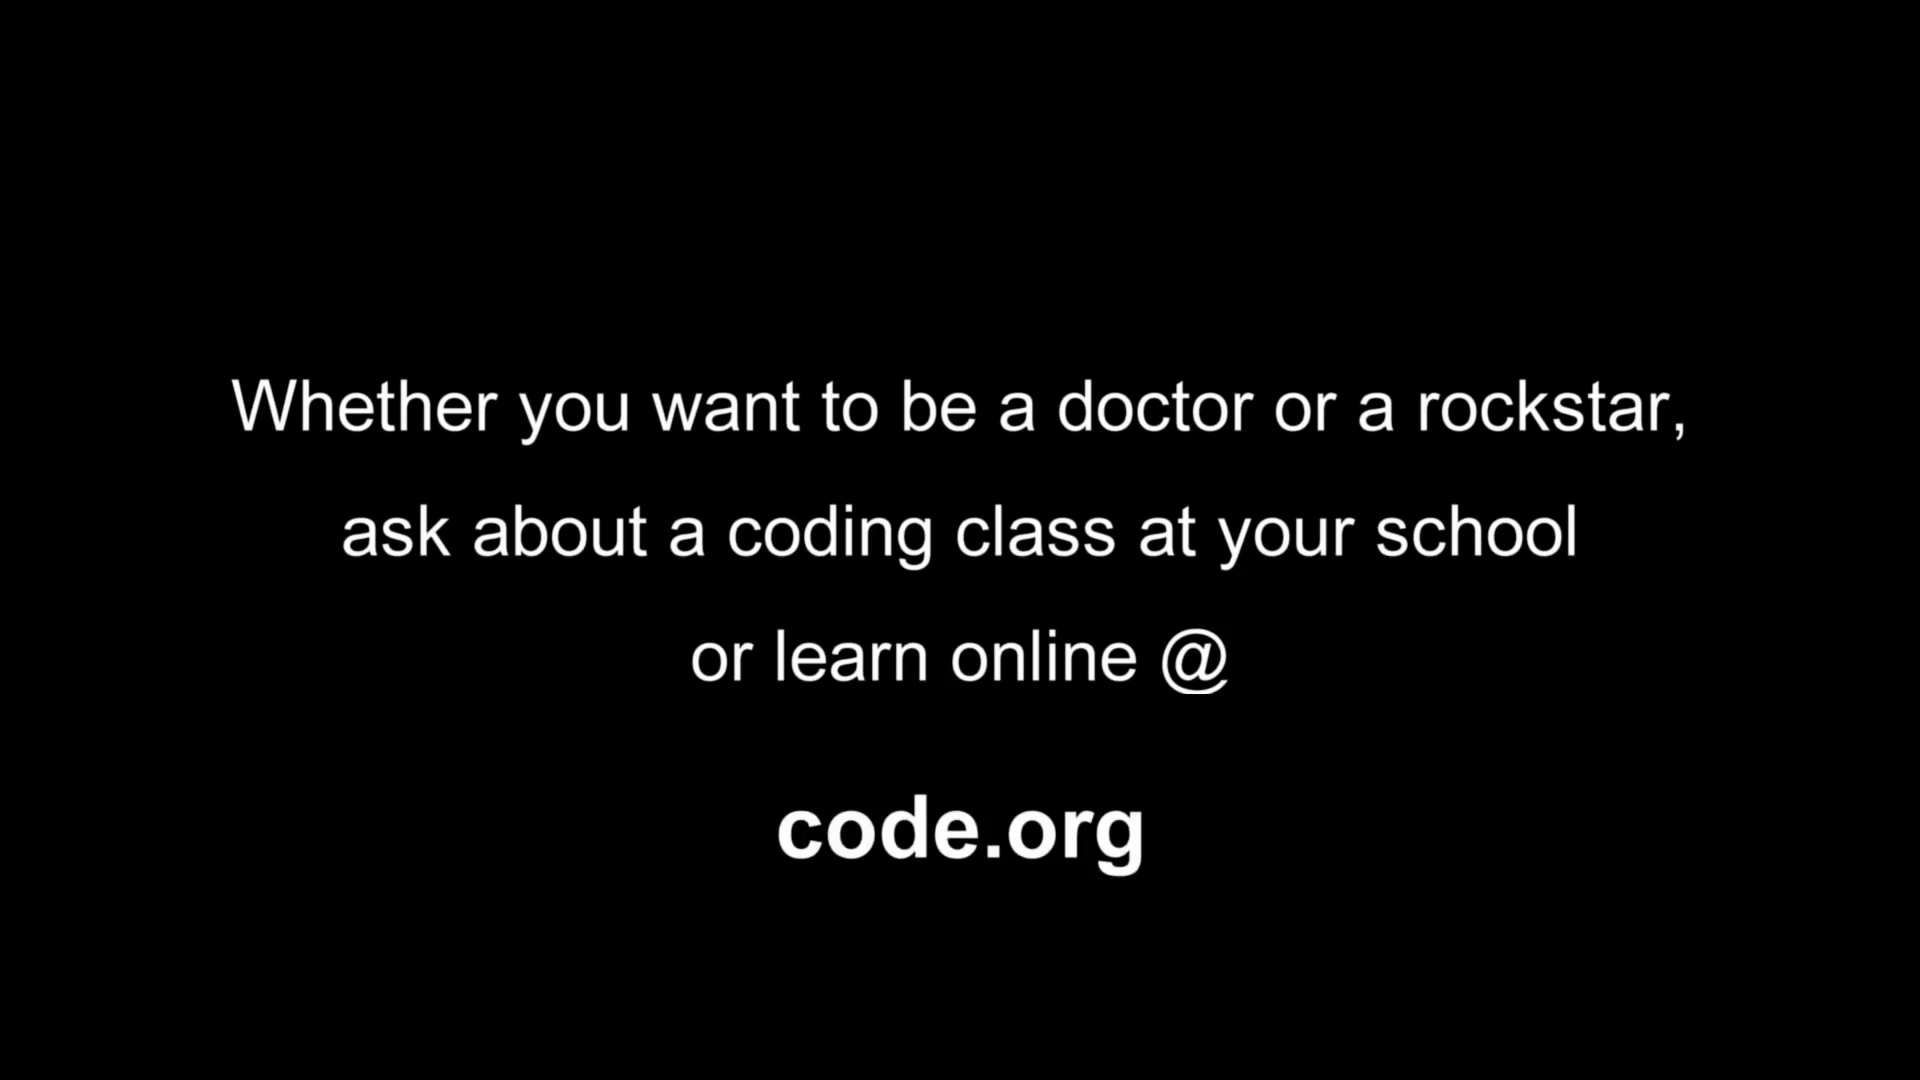 Whether you want to be a doctor or a rockstar,
ask about a coding class at your school
or learn online @
code.org